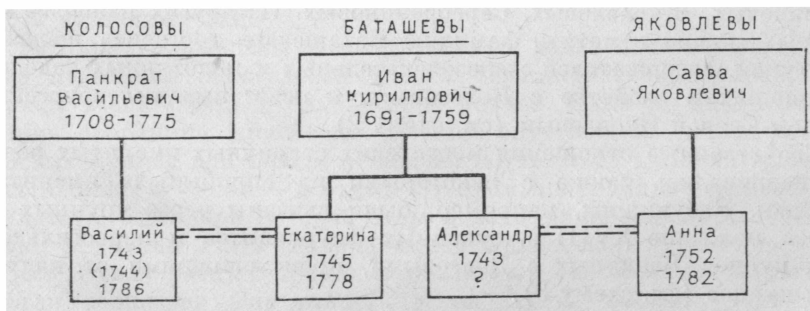 КОЛОСОВЫ
Панкрат
Васильевич
1708-1775
БАТАШЕВЫ
Иван
Кириллович
1691-1759
ЯКОВЛЕВЫ
Савва
Яковлевич
Василий
1743
(1744)
1786
Екатерина
1745
1778
Александр
1743
?
Анна
1752
1782